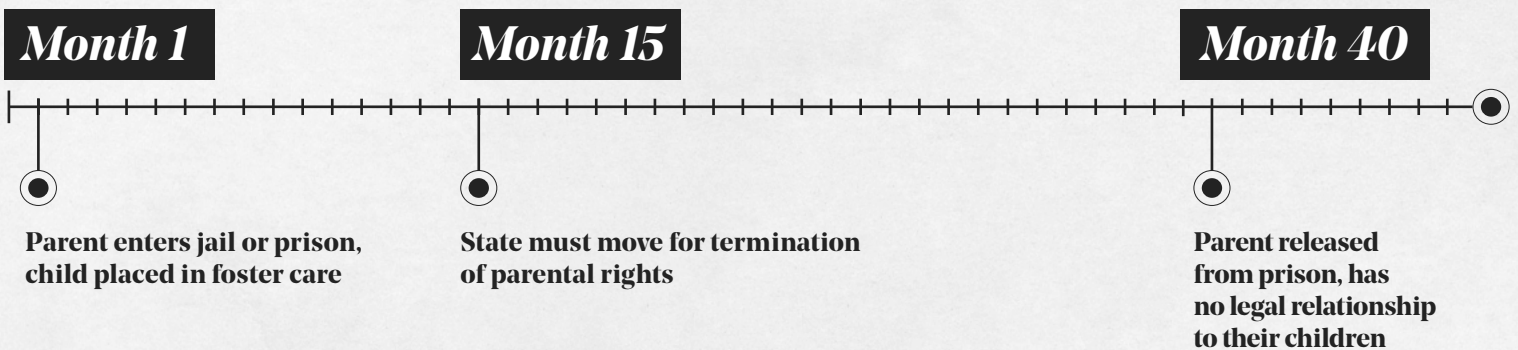 Month 1
Month 15
Month 40
Parent enters jail or prison,
child placed in foster care
State must move for termination
of parental rights
Parent released
from prison, has
no legal relationship
to their children